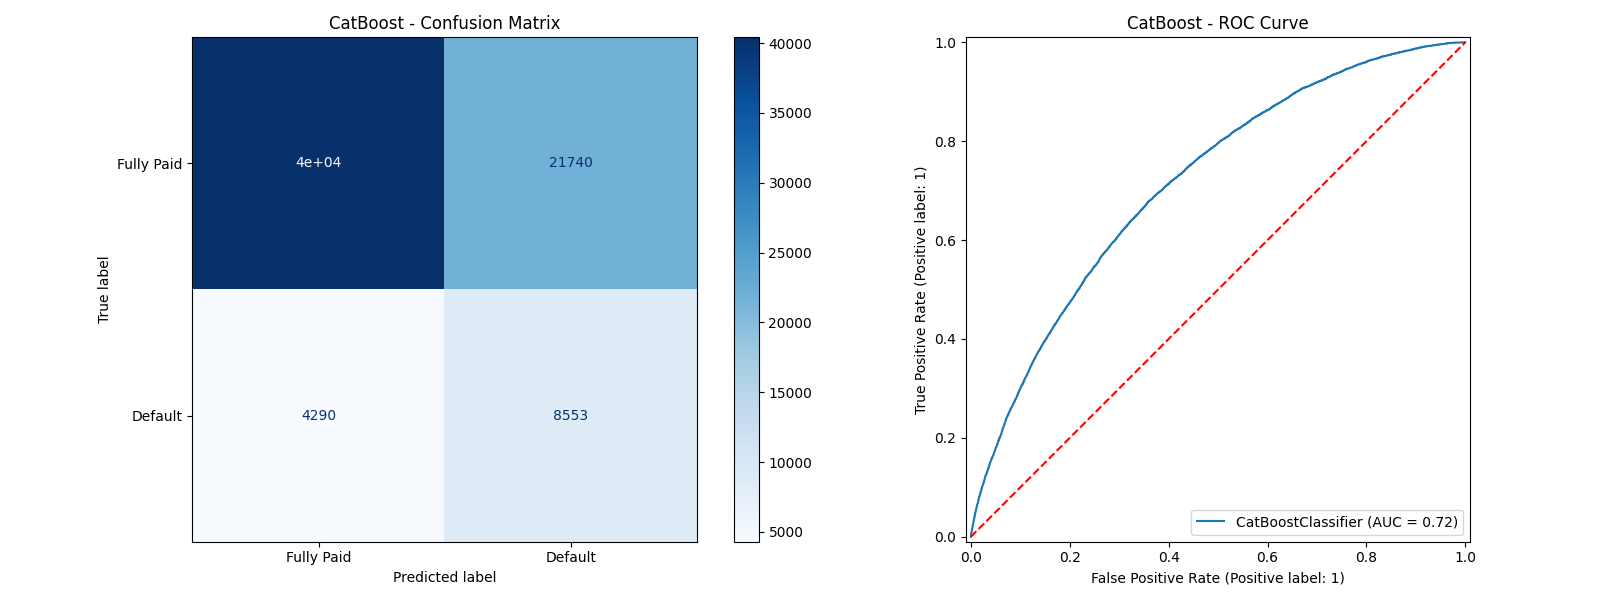 CatBoost - Confusion Matrix
Fully Paid
Default
True label
4e+04
21740
4290
8553
Fully Paid
Default
Predicted label
40000
35000
30000
25000
20000
15000
10000
5000
CatBoost - ROC Curve
True Positive Rate (Positive label: 1)
1.0
0.8
0.6
0.4
0.2
0.0
CatBoostClassifier (AUC = 0.72)
0.0
0.2
0.4
0.6
0.8
1.0
False Positive Rate (Positive label: 1)